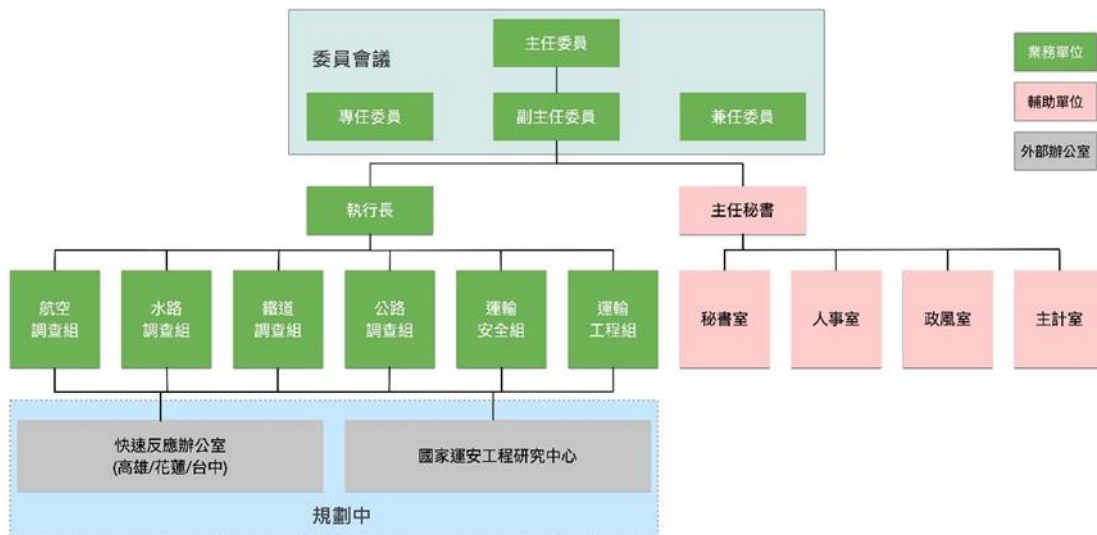 委員會議
主任委員
專任委員
副主任委員
兼任委員
業務單位
輔助單位
外部辦公室
執行長
主任秘書
航空
調查組
水路
調查組
鐵道
調查組
公路
調查組
運輸
安全組
運輸
工程組
秘書室
人事室
政風室
主計室
快速反應辦公室
(高雄/花蓮/台中)
國家運安工程研究中心
規劃中